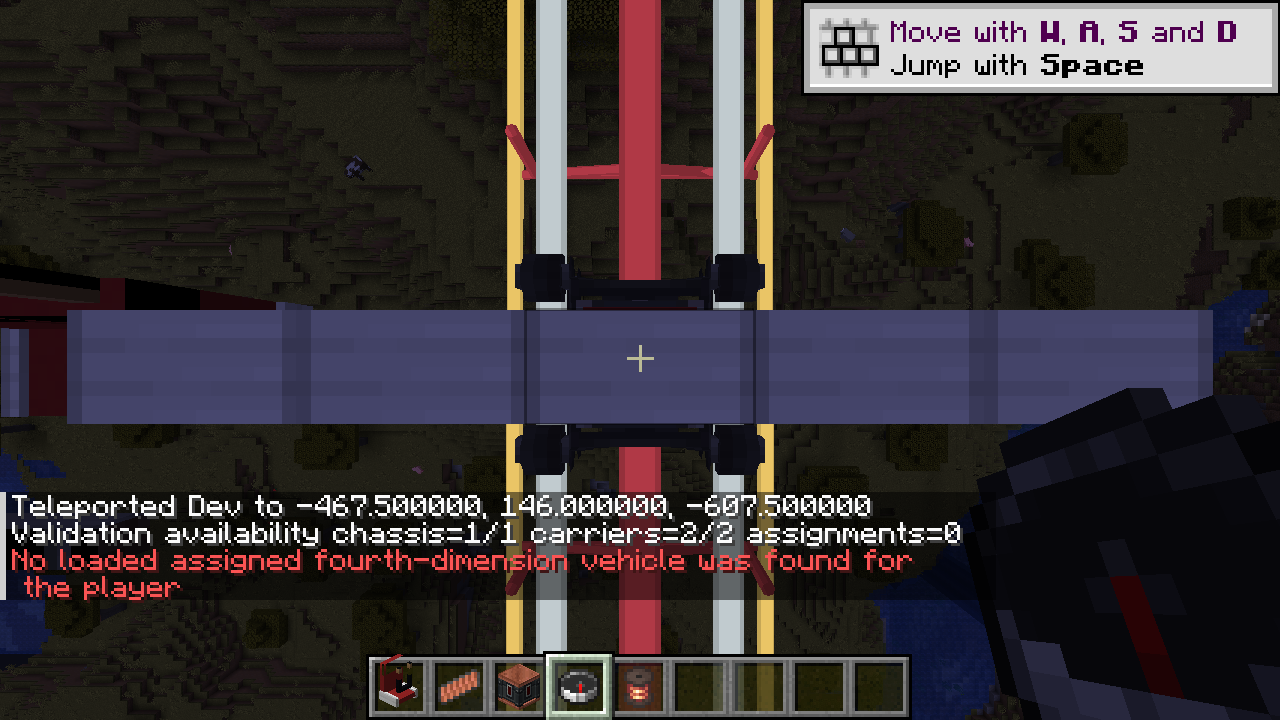 Move with W, A, S and D
Jump with Space
Teleported Dev to -467.500000, 146.000000, -607.500000
Validation availability chassis=1/1 carriers=2/2 assignments=0
No loaded assigned fourth-dimension vehicle was found for
the player